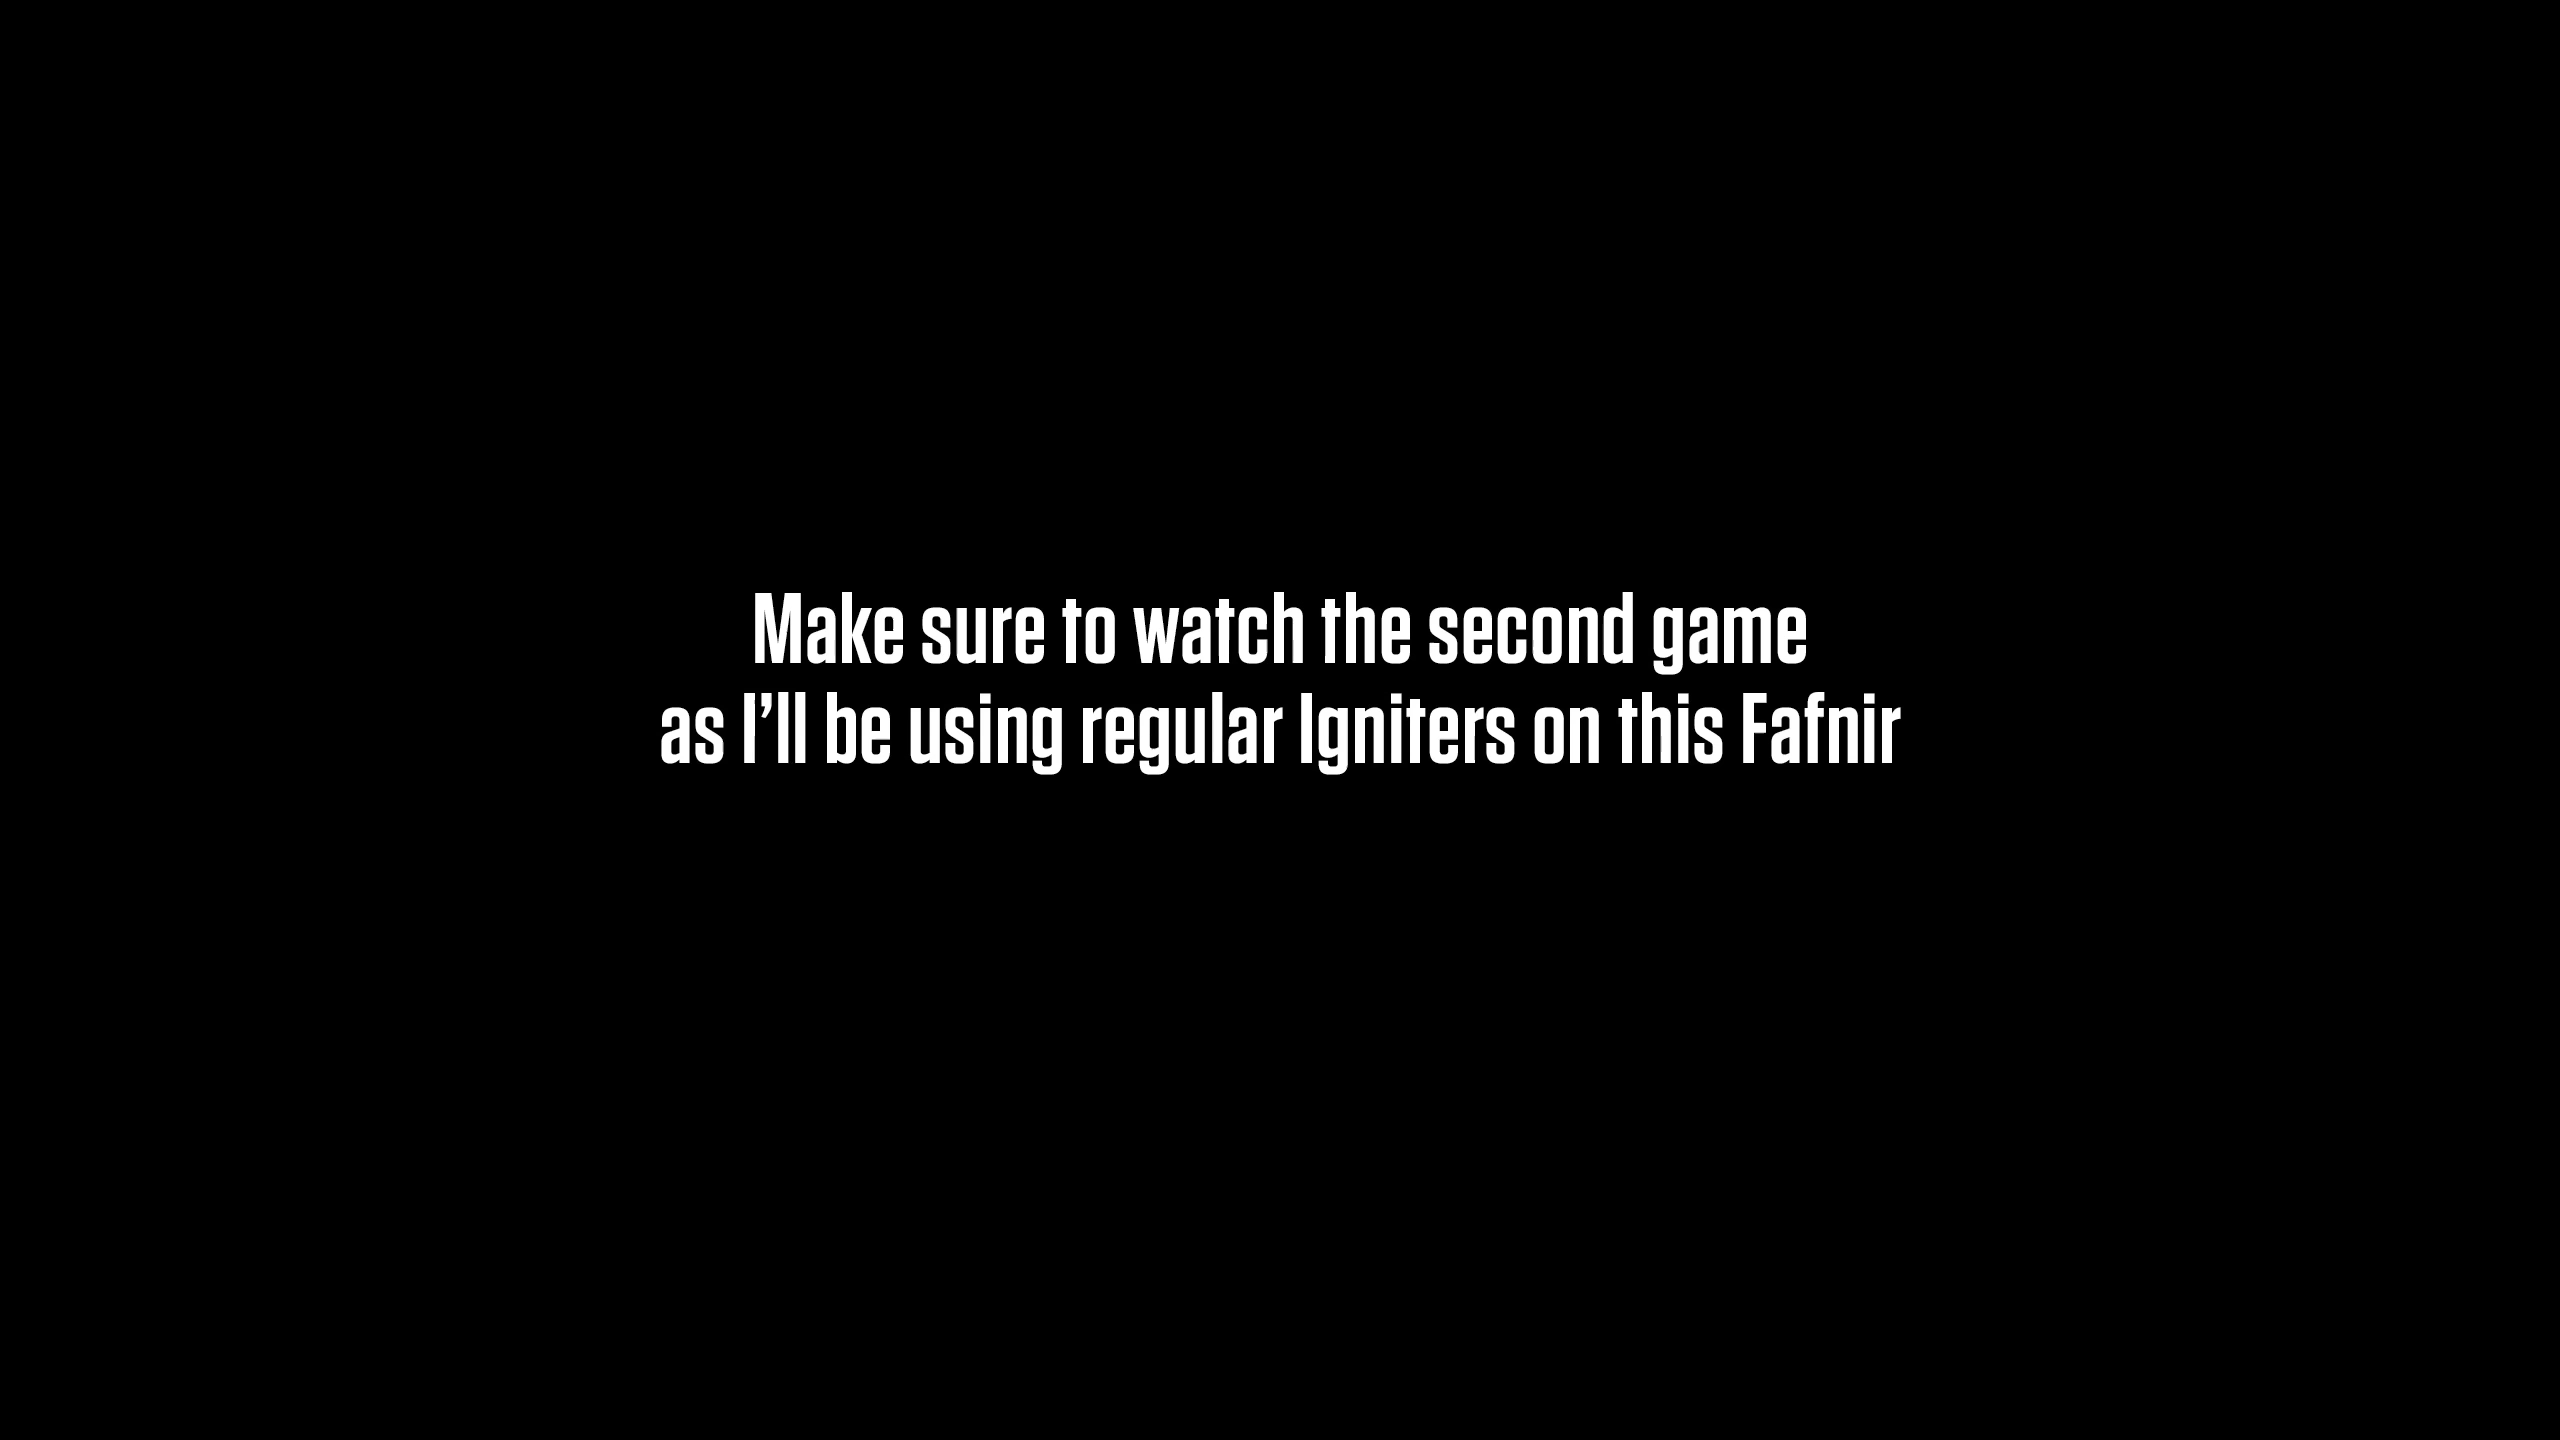 Make sure to watch the second game
as I’ll be using regular Igniters on this Fafnir